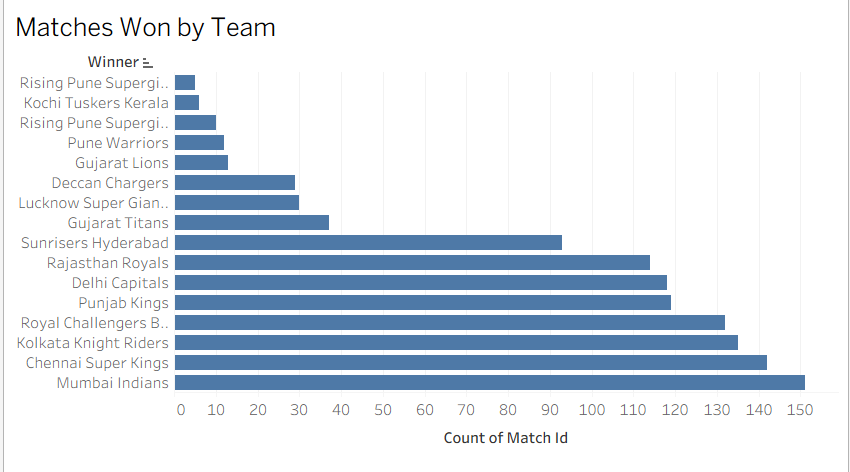 Matches Won by Team
Winner
Rising Pune Supergi..
Kochi Tuskers Kerala
Rising Pune Supergi..
Pune Warriors
Gujarat Lions
Deccan Chargers
Lucknow Super Gian..
Gujarat Titans
Sunrisers Hyderabad
Rajasthan Royals
Delhi Capitals
Punjab Kings
Royal Challengers B..
Kolkata Knight Riders
Chennai Super Kings
Mumbai Indians
0 10 20 30 40 50 60 70 80 90 100 110 120 130 140 150
Count of Match Id